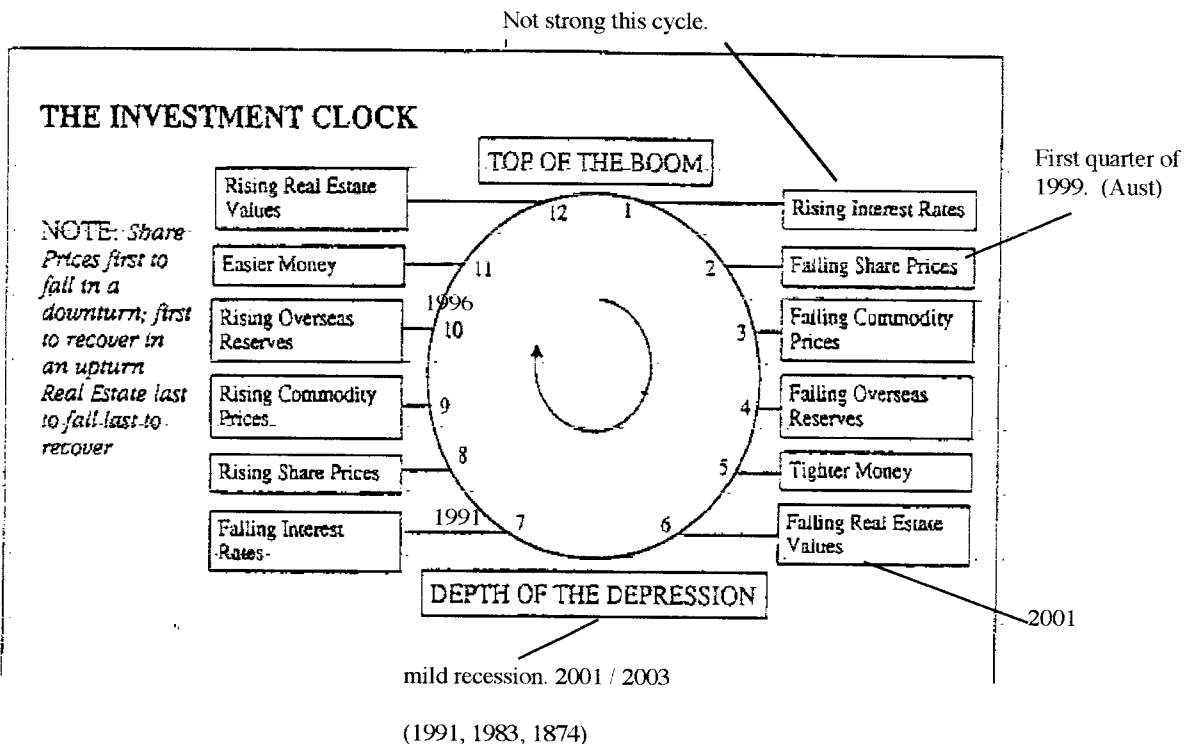 Not strong this cycle.
THE INVESTMENT CLOCK
TOP OF THE BOOM
First quarter of
1999. (Aust)
NOTE: Share
Prices first to
fall in a
downturn; first
to recover in
an upturn
Real Estate last
to fall last to
recover
Rising Real Estate
Values
Easier Money
Rising Overseas
Reserves
Rising Commodity
Prices
Rising Share Prices
Falling Interest
Rates
12
1
11
2
1996
10
3
9
4
8
5
1991
7
6
Rising Interest Rates
Falling Share Prices
Falling Commodity
Prices
Falling Overseas
Reserves
Tighter Money
Falling Real Estate
Values
DEPTH OF THE DEPRESSION
2001
mild recession. 2001 / 2003
(1991, 1983, 1874)